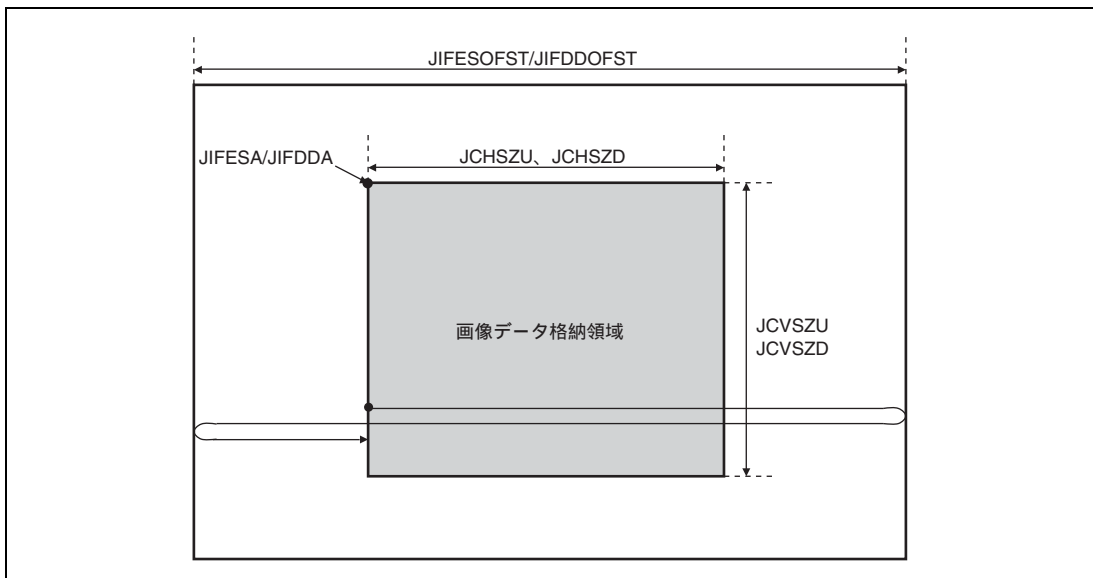 JIFESOFST/JIFDDOFST
JIFESA/JIFDDA
JCHSZU、JCHSZD
画像データ格納領域
JCVSZU
JCVSZD